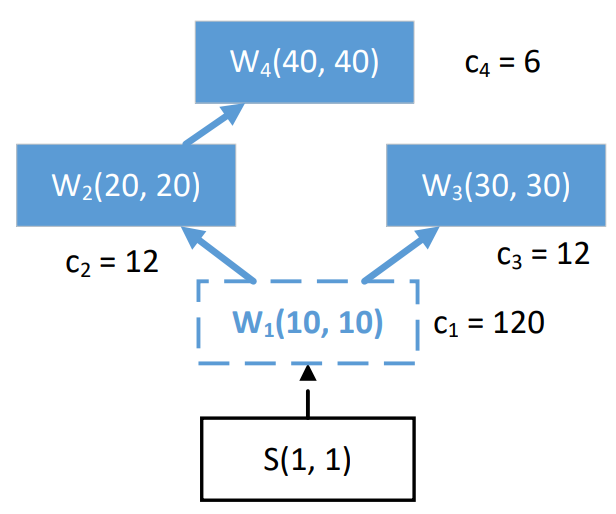 W₄(40, 40)
c₄ = 6
W₂(20, 20)
W₃(30, 30)
c₂ = 12
c₃ = 12
W₁(10, 10)
c₁ = 120
S(1, 1)